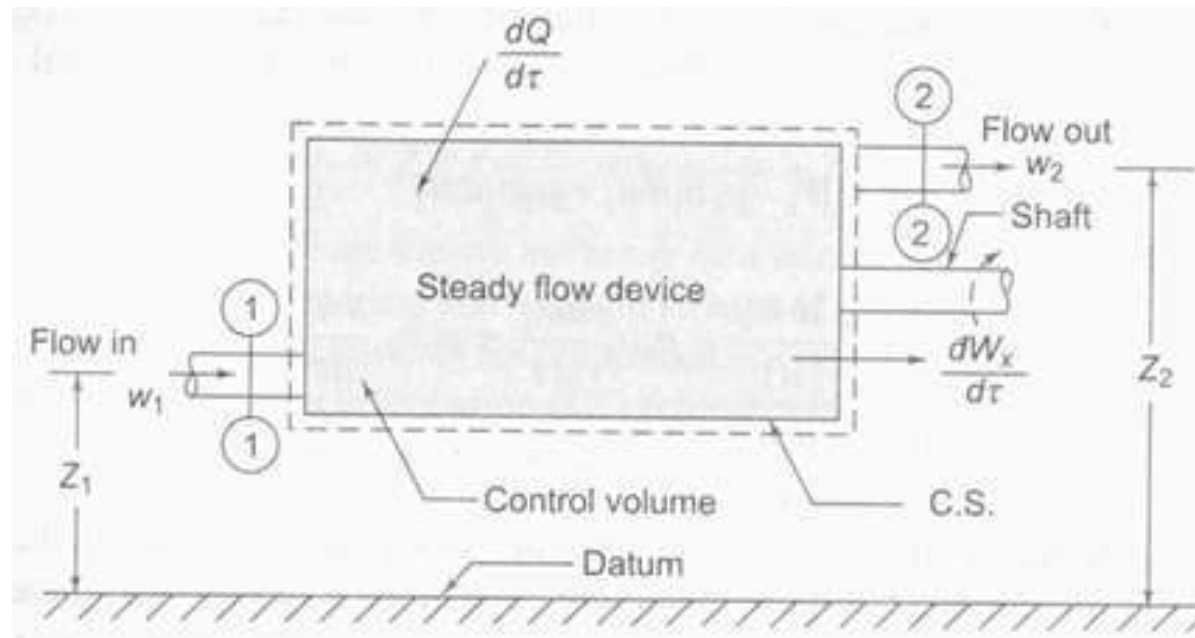 dQ
dτ
2
Flow out
w₂
2
Shaft
Steady flow device
1
Flow in
w₁
1
dWₓ
dτ
Z₂
Z₁
Control volume
C.S.
Datum